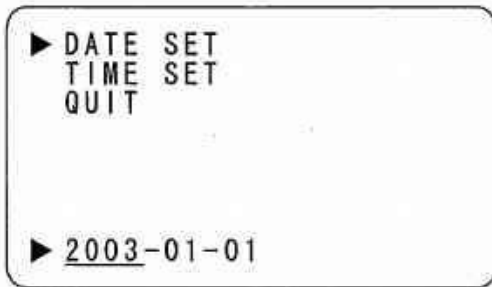 ▶ DATE SET
TIME SET
QUIT
▶ 2003-01-01